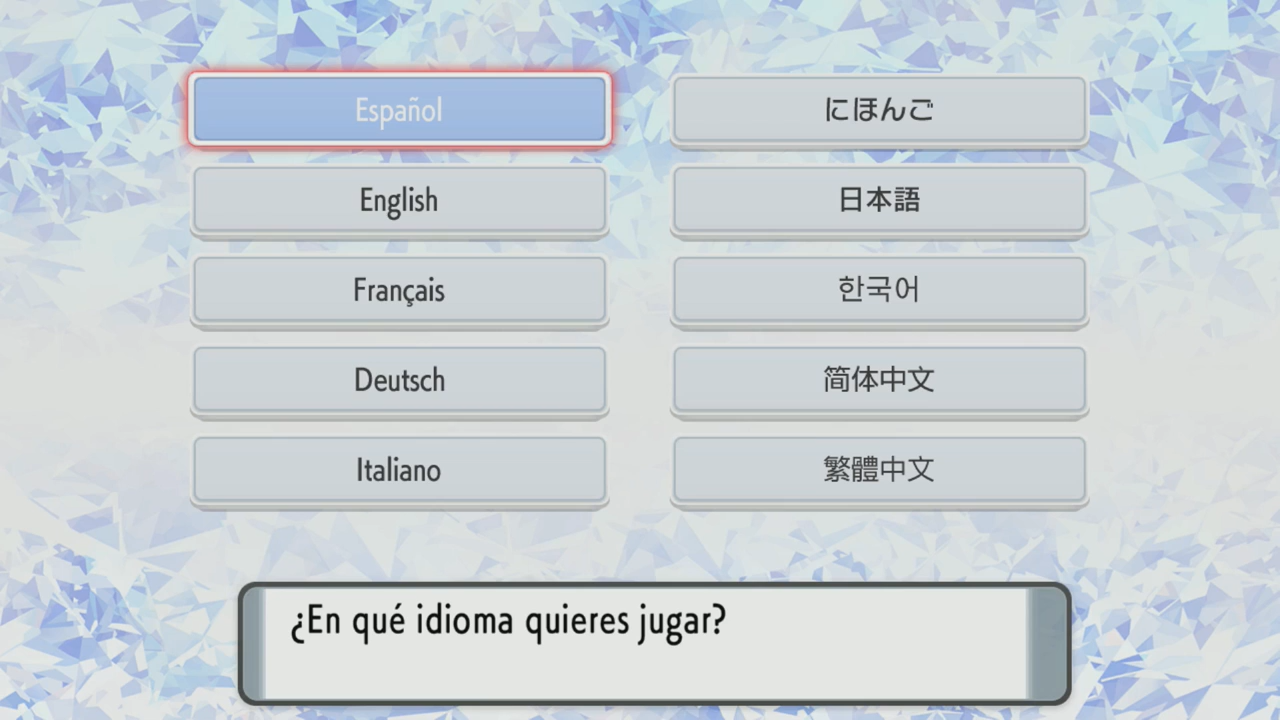 Español
English
Français
Deutsch
Italiano
にほんご
日本語
한국어
简体中文
繁體中文
¿En qué idioma quieres jugar?